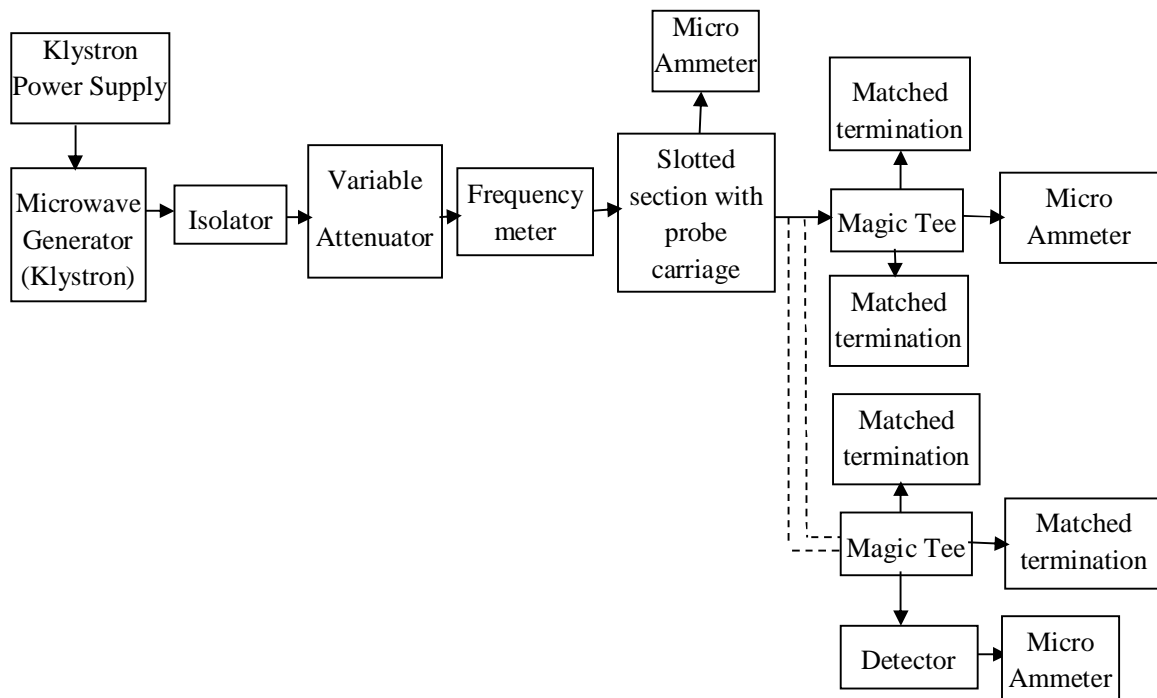 Klystron
Power Supply
Microwave
Generator
(Klystron)
Isolator
Variable
Attenuator
Frequency
meter
Micro
Ammeter
Slotted
section with
probe
carriage
Matched
termination
Magic Tee
Micro
Ammeter
Matched
termination
Matched
termination
Magic Tee
Matched
termination
Detector
Micro
Ammeter